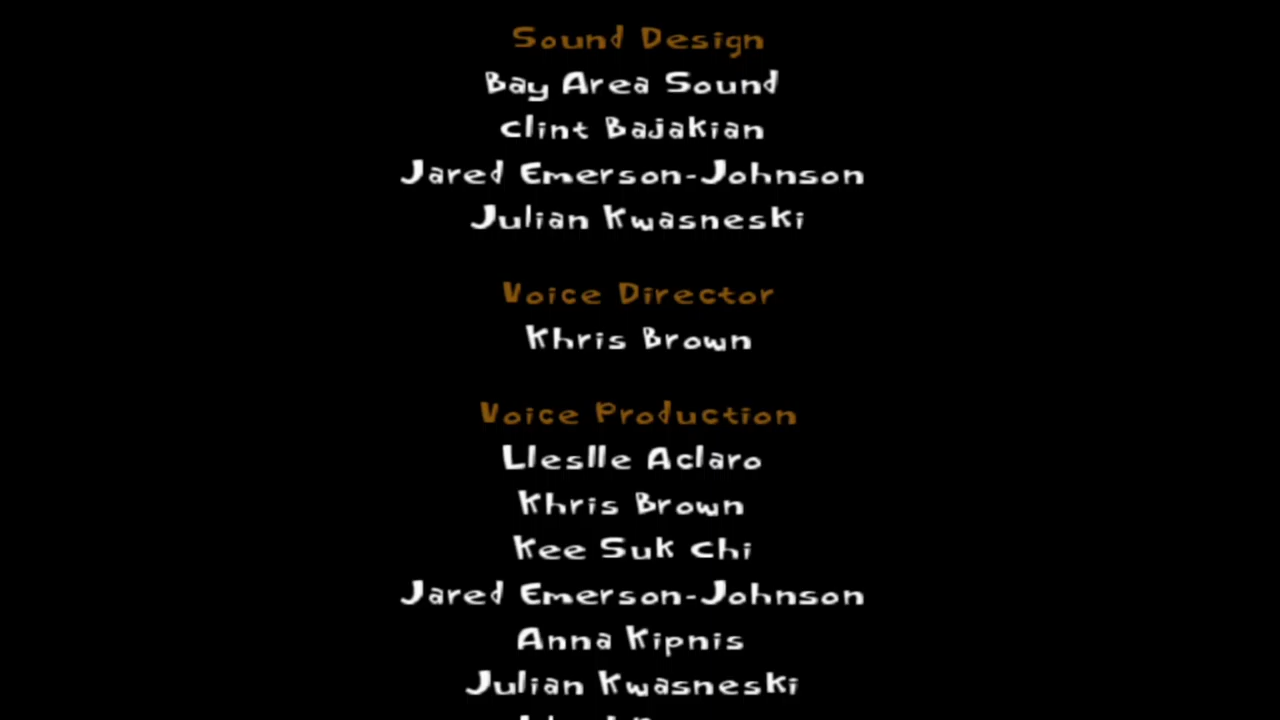 Sound Design
Bay Area Sound
Clint Bajakian
Jared Emerson-Johnson
Julian Kwasneski
Voice Director
Khris Brown
Voice Production
Lleslle Aclaro
Khris Brown
Kee Suk Chi
Jared Emerson-Johnson
Anna Kipnis
Julian Kwasneski